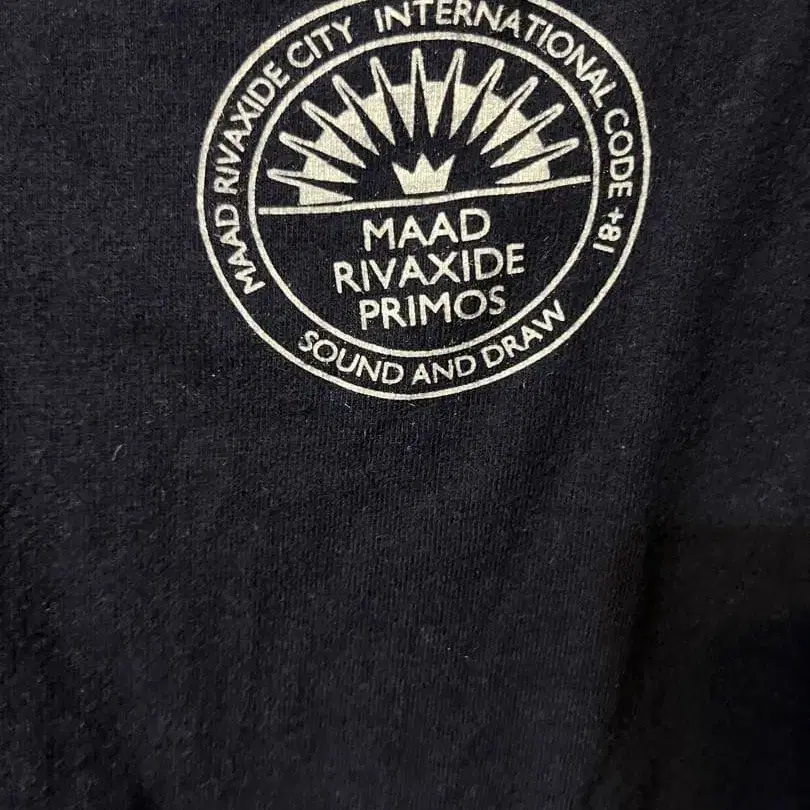 MAAD RIVAXIDE CITY INTERNATIONAL CODE +81
MAAD
RIVAXIDE
PRIMOS
SOUND AND DRAW